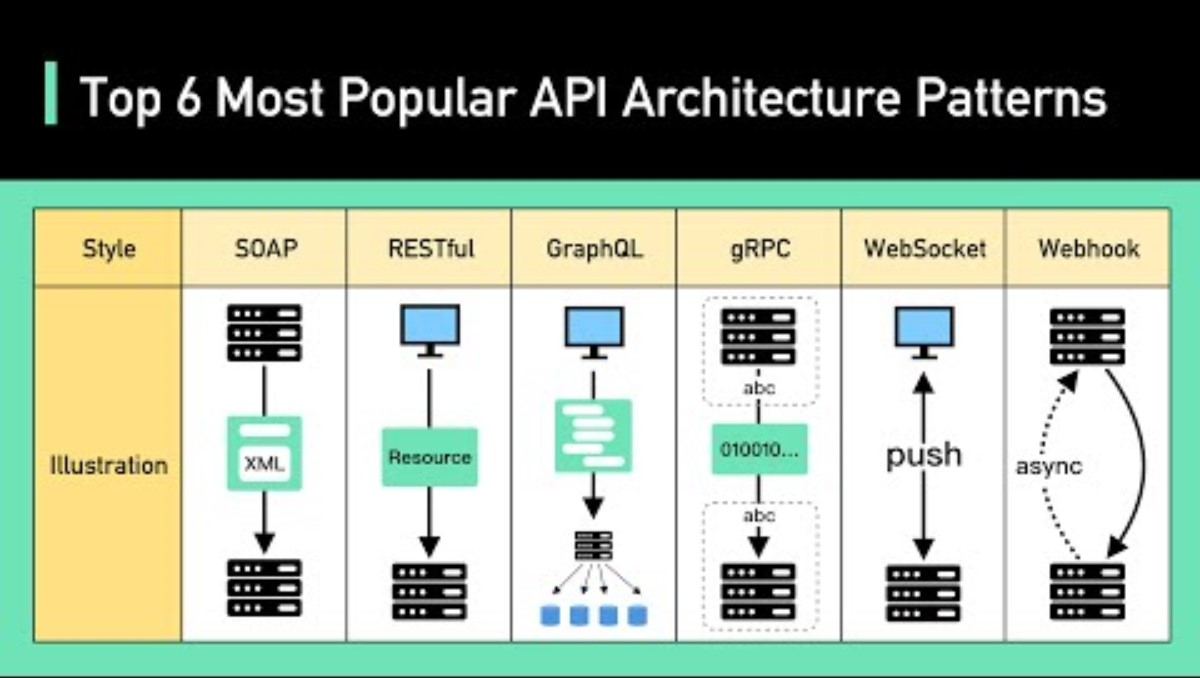 Top 6 Most Popular API Architecture Patterns
Style
SOAP
RESTful
GraphQL
gRPC
WebSocket
Webhook
Illustration
XML
Resource
abc
010010...
abc
push
async